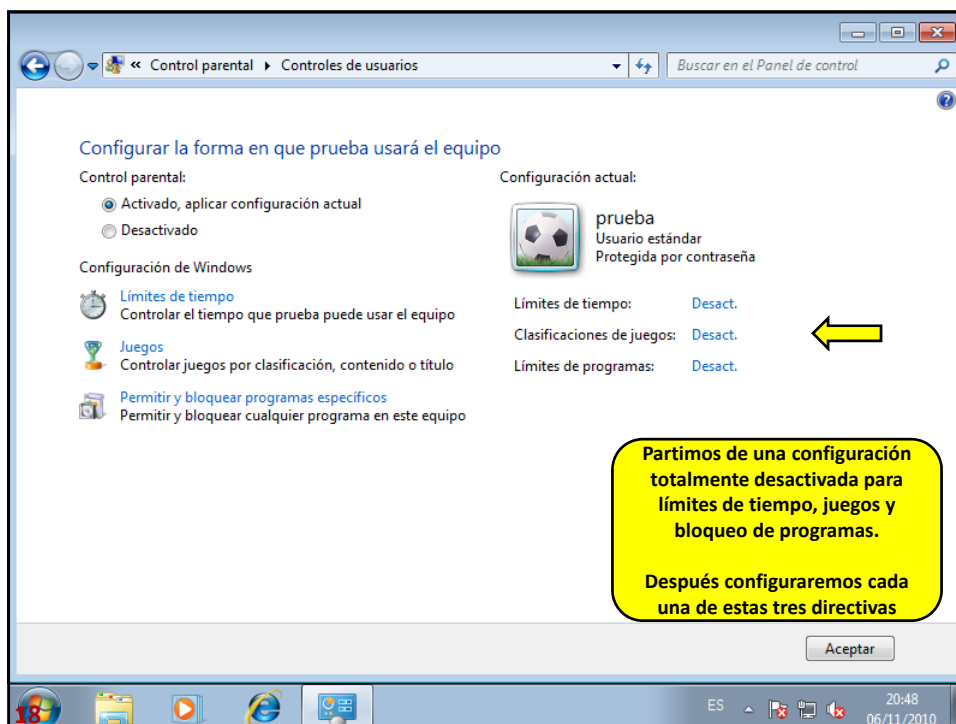 « Control parental ▸ Controles de usuarios
Buscar en el Panel de control
Configurar la forma en que prueba usará el equipo
Control parental:
Activado, aplicar configuración actual
Desactivado
Configuración de Windows
Límites de tiempo
Controlar el tiempo que prueba puede usar el equipo
Juegos
Controlar juegos por clasificación, contenido o título
Permitir y bloquear programas específicos
Permitir y bloquear cualquier programa en este equipo
Configuración actual:
prueba
Usuario estándar
Protegida por contraseña
Límites de tiempo: Desact.
Clasificaciones de juegos: Desact.
Límites de programas: Desact.
Partimos de una configuración
totalmente desactivada para
límites de tiempo, juegos y
bloqueo de programas.
Después configuraremos cada
una de estas tres directivas
Aceptar
18
ES
20:48
06/11/2010